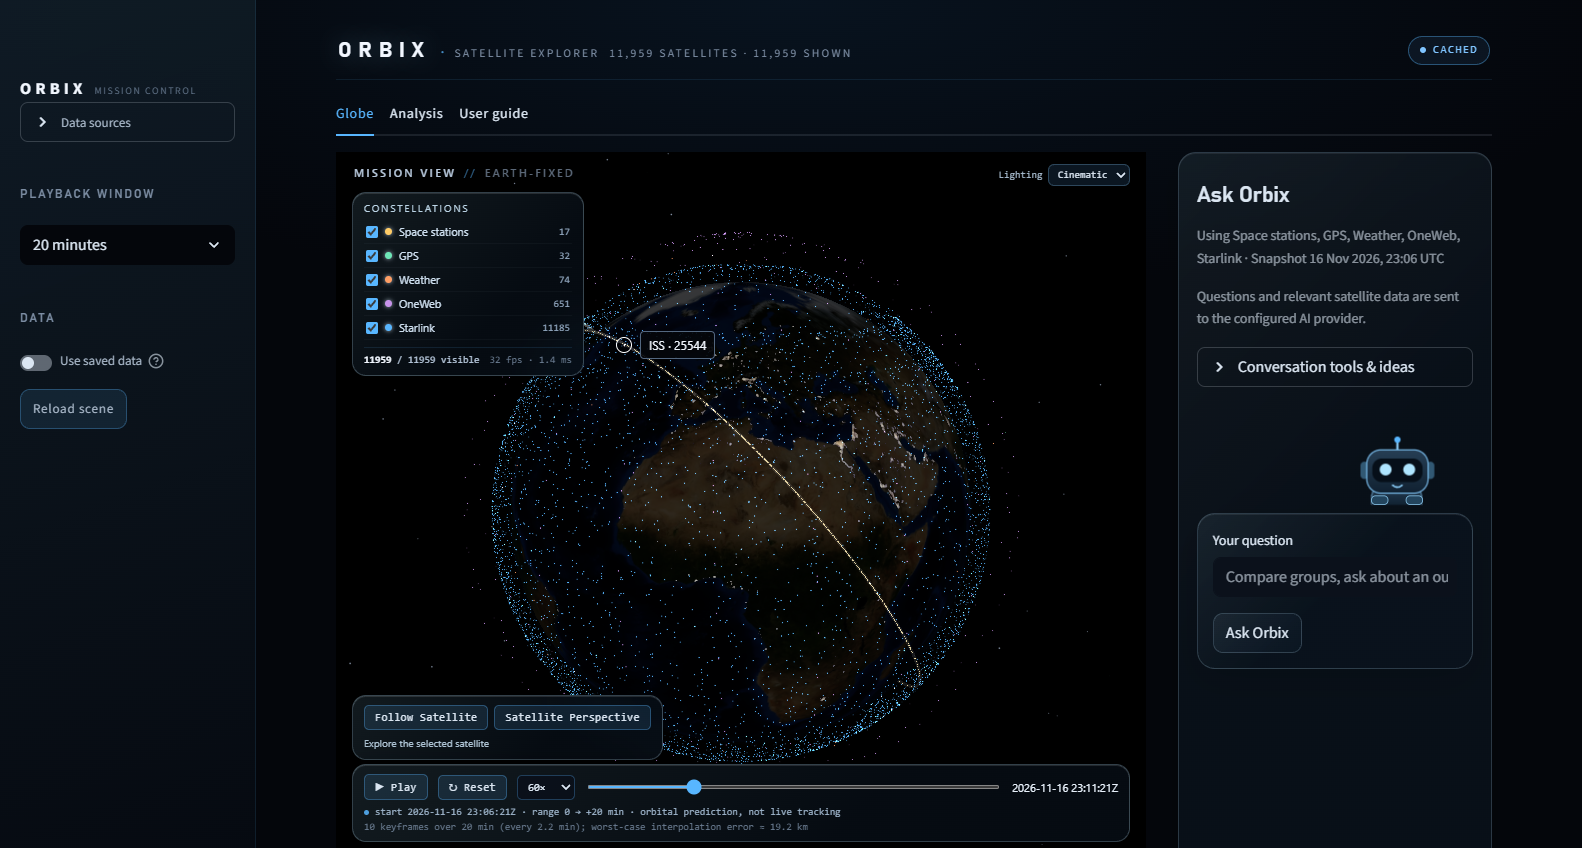 ORBIX MISSION CONTROL
Data sources
PLAYBACK WINDOW
20 minutes
DATA
Use saved data
Reload scene
ORBIX · SATELLITE EXPLORER 11,959 SATELLITES · 11,959 SHOWN
CACHED
Globe Analysis User guide
MISSION VIEW // EARTH-FIXED
Lighting Cinematic
CONSTELLATIONS
Space stations 17
GPS 32
Weather 74
OneWeb 651
Starlink 11185
11959 / 11959 visible 32 fps · 1.4 ms
ISS · 25544
Follow Satellite Satellite Perspective
Explore the selected satellite
▶ Play ↻ Reset 60× 2026-11-16 23:11:21Z
start 2026-11-16 23:06:21Z · range 0 → +20 min · orbital prediction, not live tracking
10 keyframes over 20 min (every 2.2 min); worst-case interpolation error ≈ 19.2 km
Ask Orbix
Using Space stations, GPS, Weather, OneWeb,
Starlink · Snapshot 16 Nov 2026, 23:06 UTC
Questions and relevant satellite data are sent
to the configured AI provider.
Conversation tools & ideas
Your question
Compare groups, ask about an ou
Ask Orbix